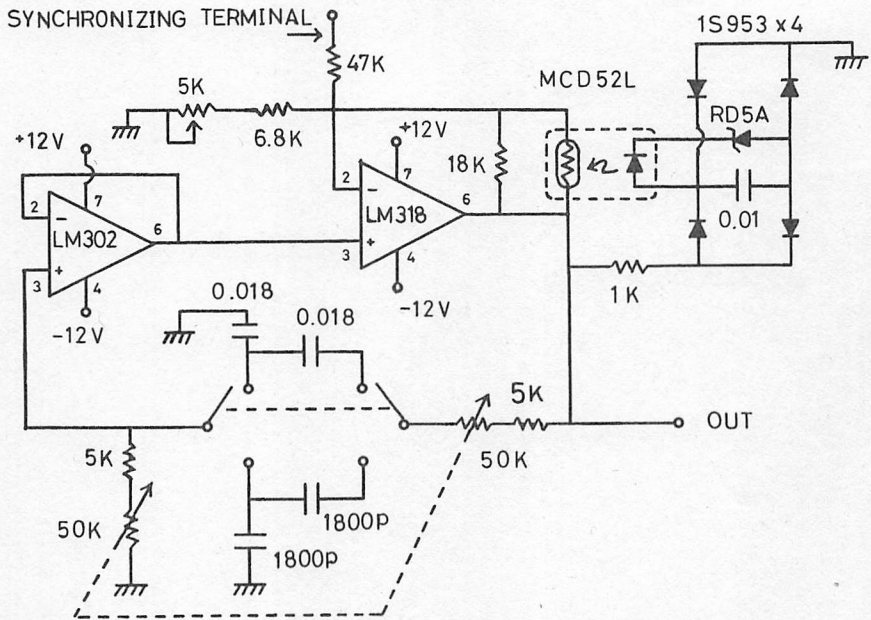 SYNCHRONIZING TERMINAL
1S953 x 4
47K
MCD52L
5K
6.8K
RD5A
+12V
+12V
18K
7
7
2
2
LM302
6
LM318
6
0.01
+
3
4
+
3
4
1K
-12V
-12V
0.018
0.018
5K
OUT
50K
5K
50K
1800P
1800P